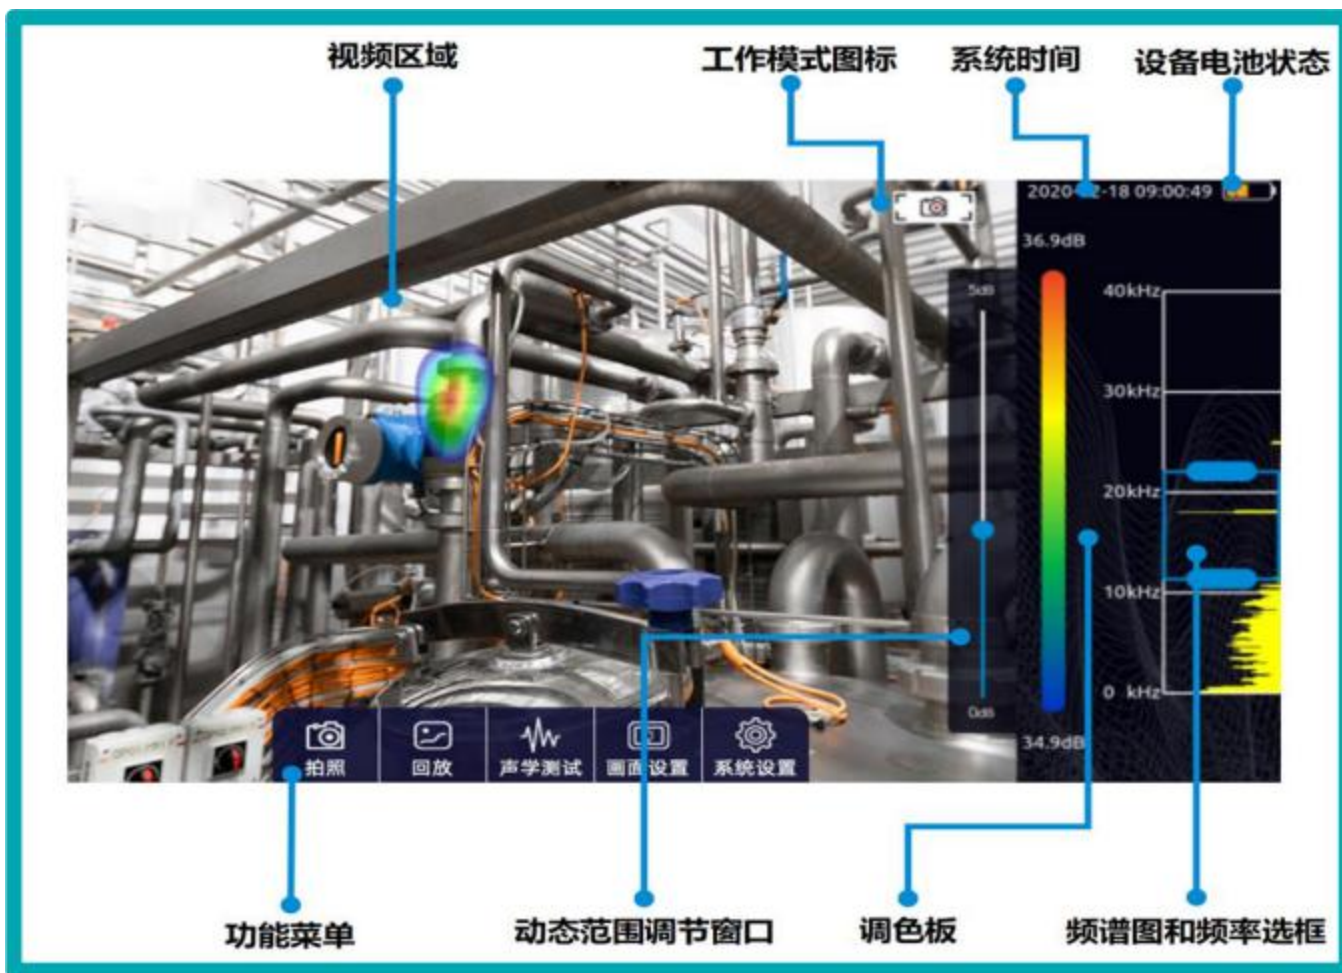 视频区域
工作模式图标
系统时间
设备电池状态
09:00:49
36.9dB
5dB
40kHz
30kHz
20kHz
10kHz
0 kHz
0dB
34.9dB
拍照
回放
声学测试
画面设置
系统设置
功能菜单
动态范围调节窗口
调色板
频谱图和频率选框